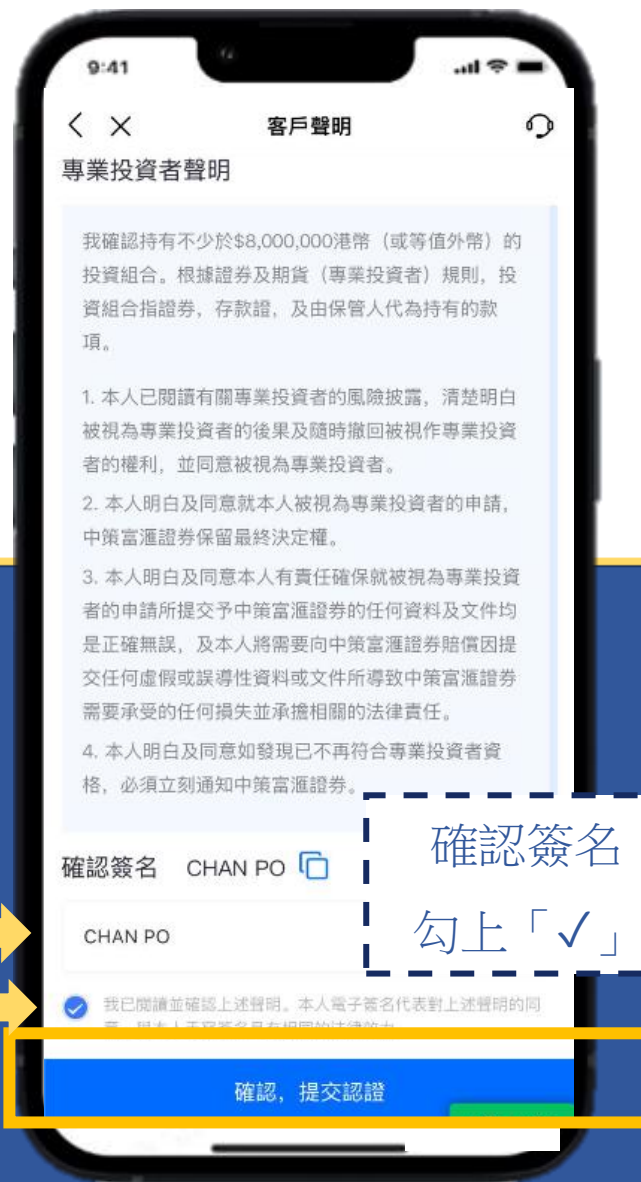 9:41
客戶聲明
專業投資者聲明
我確認持有不少於$8,000,000港幣（或等值外幣）的
投資組合。根據證券及期貨（專業投資者）規則，投
資組合指證券，存款證，及由保管人代為持有的款
項。
1. 本人已閱讀有關專業投資者的風險披露，清楚明白
被視為專業投資者的後果及隨時撤回被視作專業投資
者的權利，並同意被視為專業投資者。
2. 本人明白及同意就本人被視為專業投資者的申請，
中策富滙證券保留最終決定權。
3. 本人明白及同意本人有責任確保就被視為專業投資
者的申請所提交予中策富滙證券的任何資料及文件均
是正確無誤，及本人將需要向中策富滙證券賠償因提
交任何虛假或誤導性資料或文件所導致中策富滙證券
需要承受的任何損失並承擔相關的法律責任。
4. 本人明白及同意如發現已不再符合專業投資者資
格，必須立刻通知中策富滙證券。
確認簽名 CHAN PO
CHAN PO
確認簽名
勾上「✓」
我已閱讀並確認上述聲明。本人電子簽名代表對上述聲明的同
確認，提交認證